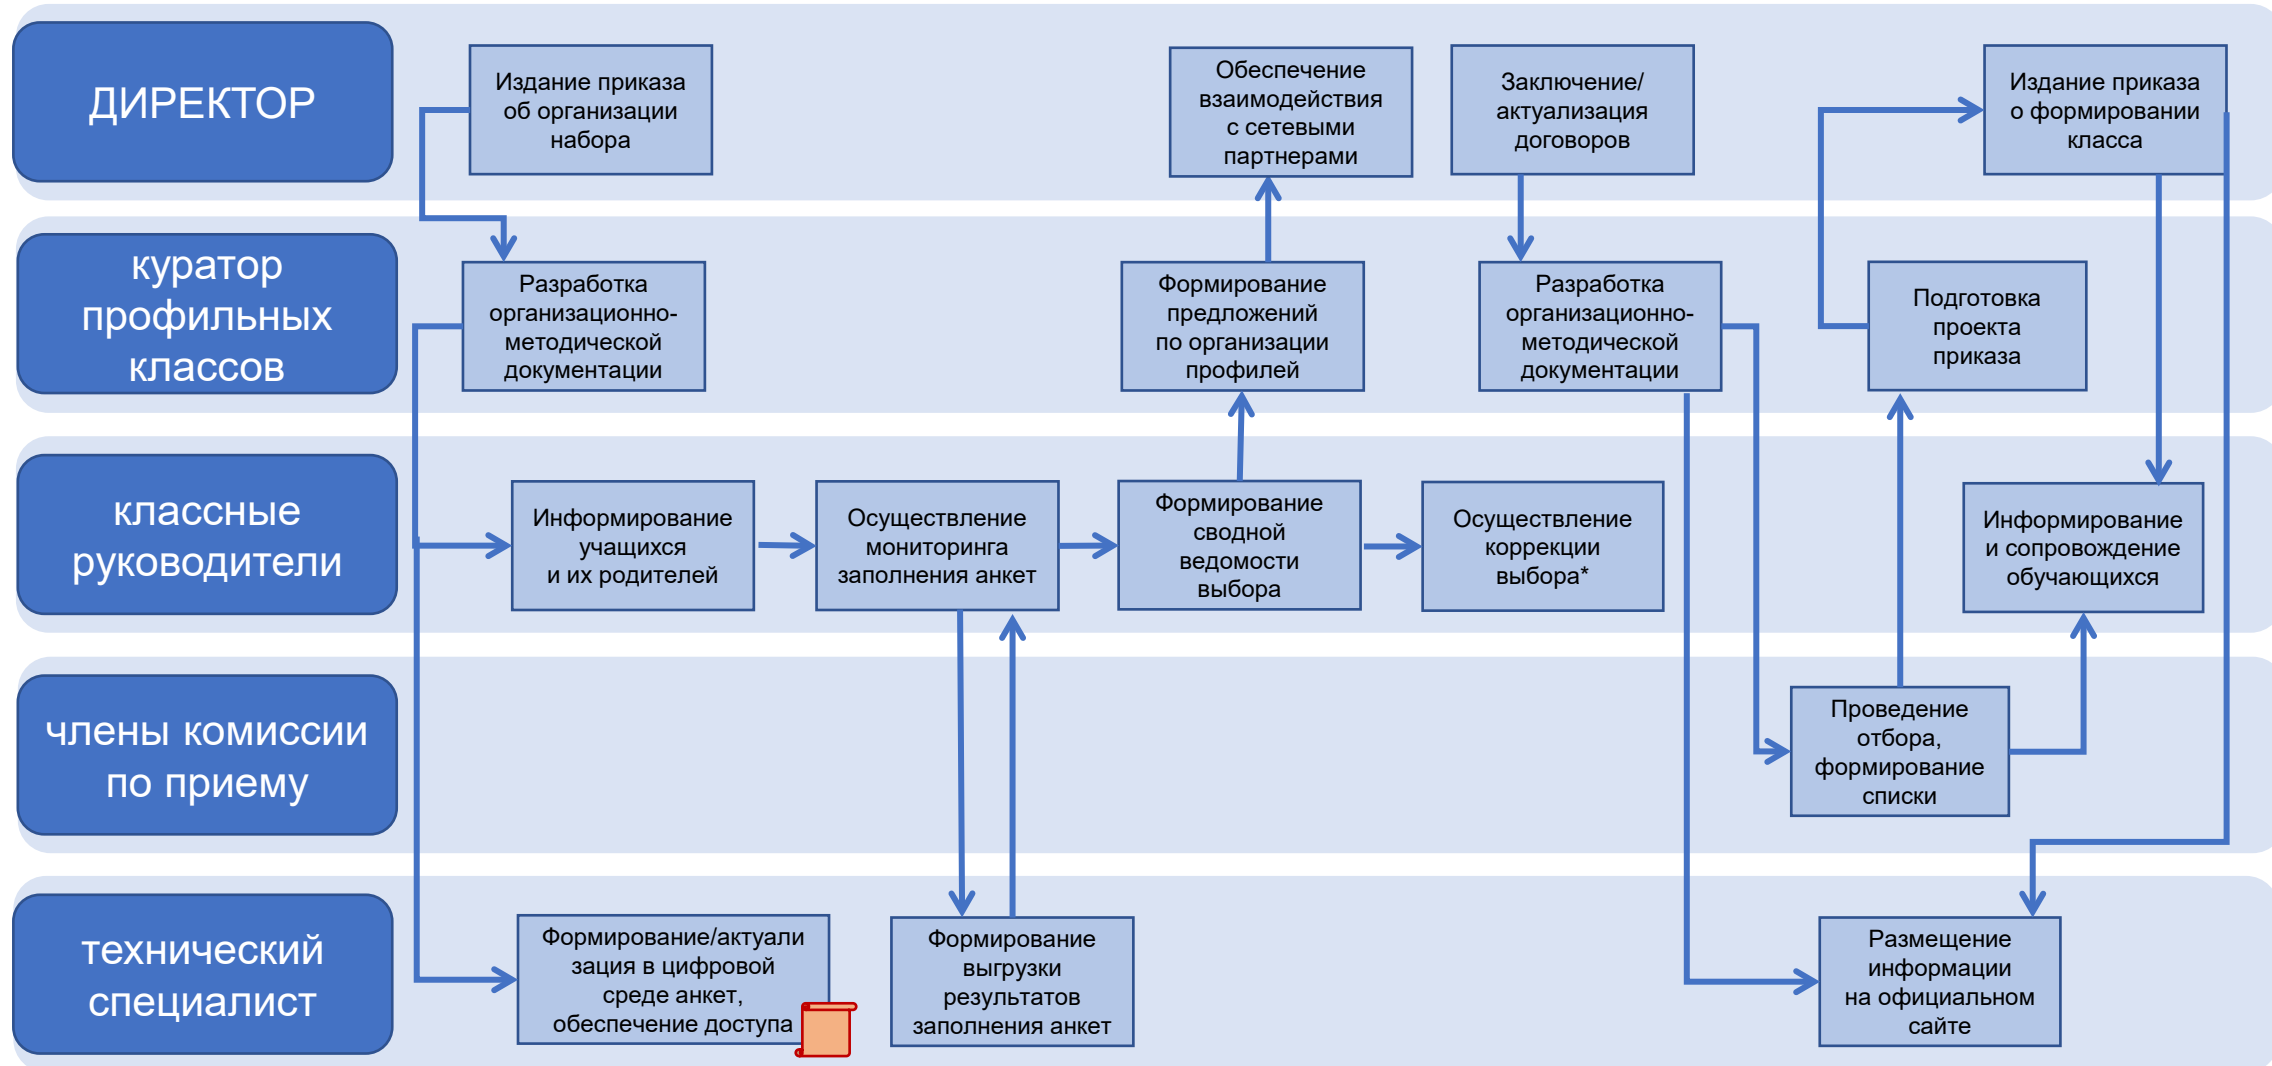 ДИРЕКТОР
Издание приказа
об организации
набора
Обеспечение
взаимодействия
с сетевыми
партнерами
Заключение/
актуализация
договоров
Издание приказа
о формировании
класса
куратор
профильных
классов
Разработка
организационно-
методической
документации
Формирование
предложений
по организации
профилей
Разработка
организационно-
методической
документации
Подготовка
проекта
приказа
классные
руководители
Информирование
учащихся
и их родителей
Осуществление
мониторинга
заполнения анкет
Формирование
сводной
ведомости
выбора
Осуществление
коррекции
выбора*
Информирование
и сопровождение
обучающихся
члены комиссии
по приему
Проведение
отбора,
формирование
списки
технический
специалист
Формирование/актуали
зация в цифровой
среде анкет,
обеспечение доступа
Формирование
выгрузки
результатов
заполнения анкет
Размещение
информации
на официальном
сайте